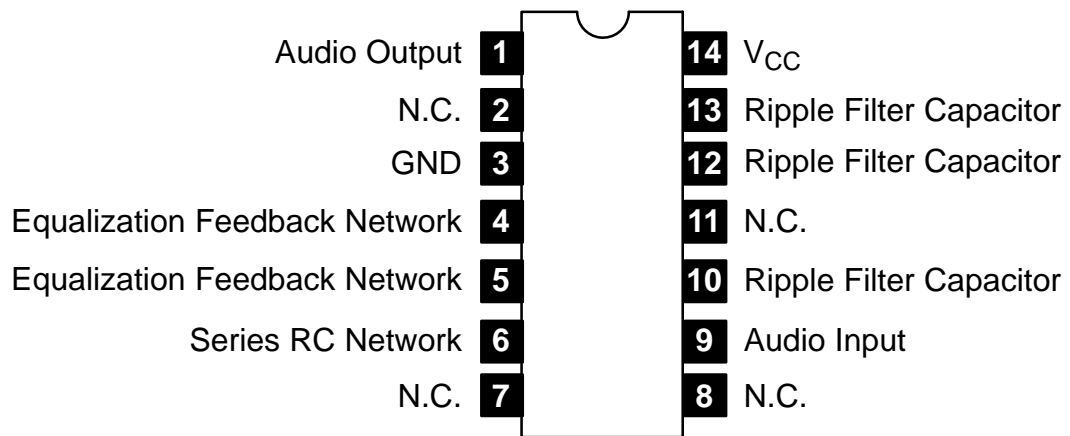 Audio Output 1 14 VCC
N.C. 2 13 Ripple Filter Capacitor
GND 3 12 Ripple Filter Capacitor
Equalization Feedback Network 4 11 N.C.
Equalization Feedback Network 5 10 Ripple Filter Capacitor
Series RC Network 6 9 Audio Input
N.C. 7 8 N.C.